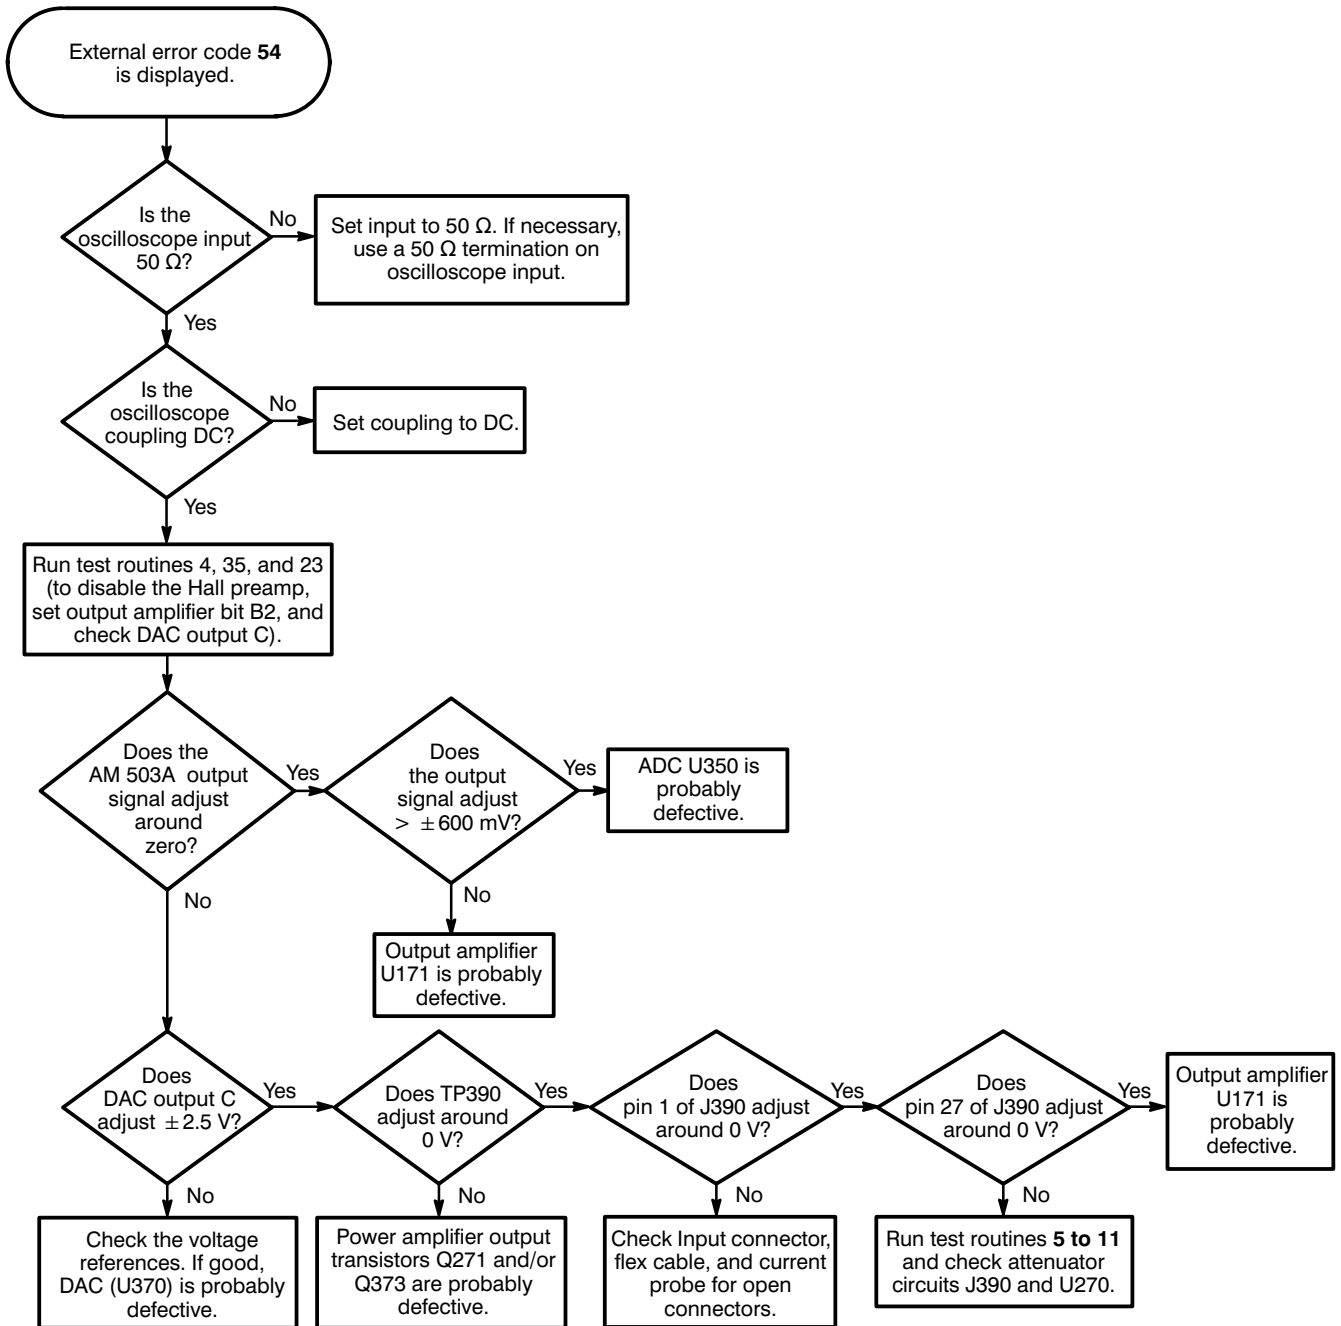 External error code 54
is displayed.
Is the
oscilloscope input
50 Ω?
No
Set input to 50 Ω. If necessary,
use a 50 Ω termination on
oscilloscope input.
Yes
Is the
oscilloscope
coupling DC?
No
Set coupling to DC.
Yes
Run test routines 4, 35, and 23
(to disable the Hall preamp,
set output amplifier bit B2, and
check DAC output C).
Does the
AM 503A output
signal adjust
around
zero?
Yes
Does
the output
signal adjust
> ±600 mV?
Yes
ADC U350 is
probably
defective.
No
Output amplifier
U171 is probably
defective.
No
Does
DAC output C
adjust ±2.5 V?
Yes
Does TP390
adjust around
0 V?
Yes
Does
pin 1 of J390 adjust
around 0 V?
Yes
Does
pin 27 of J390 adjust
around 0 V?
Yes
Output amplifier
U171 is
probably
defective.
No
Check the voltage
references. If good,
DAC (U370) is probably
defective.
No
Power amplifier output
transistors Q271 and/or
Q373 are probably
defective.
No
Check Input connector,
flex cable, and current
probe for open
connectors.
No
Run test routines 5 to 11
and check attenuator
circuits J390 and U270.